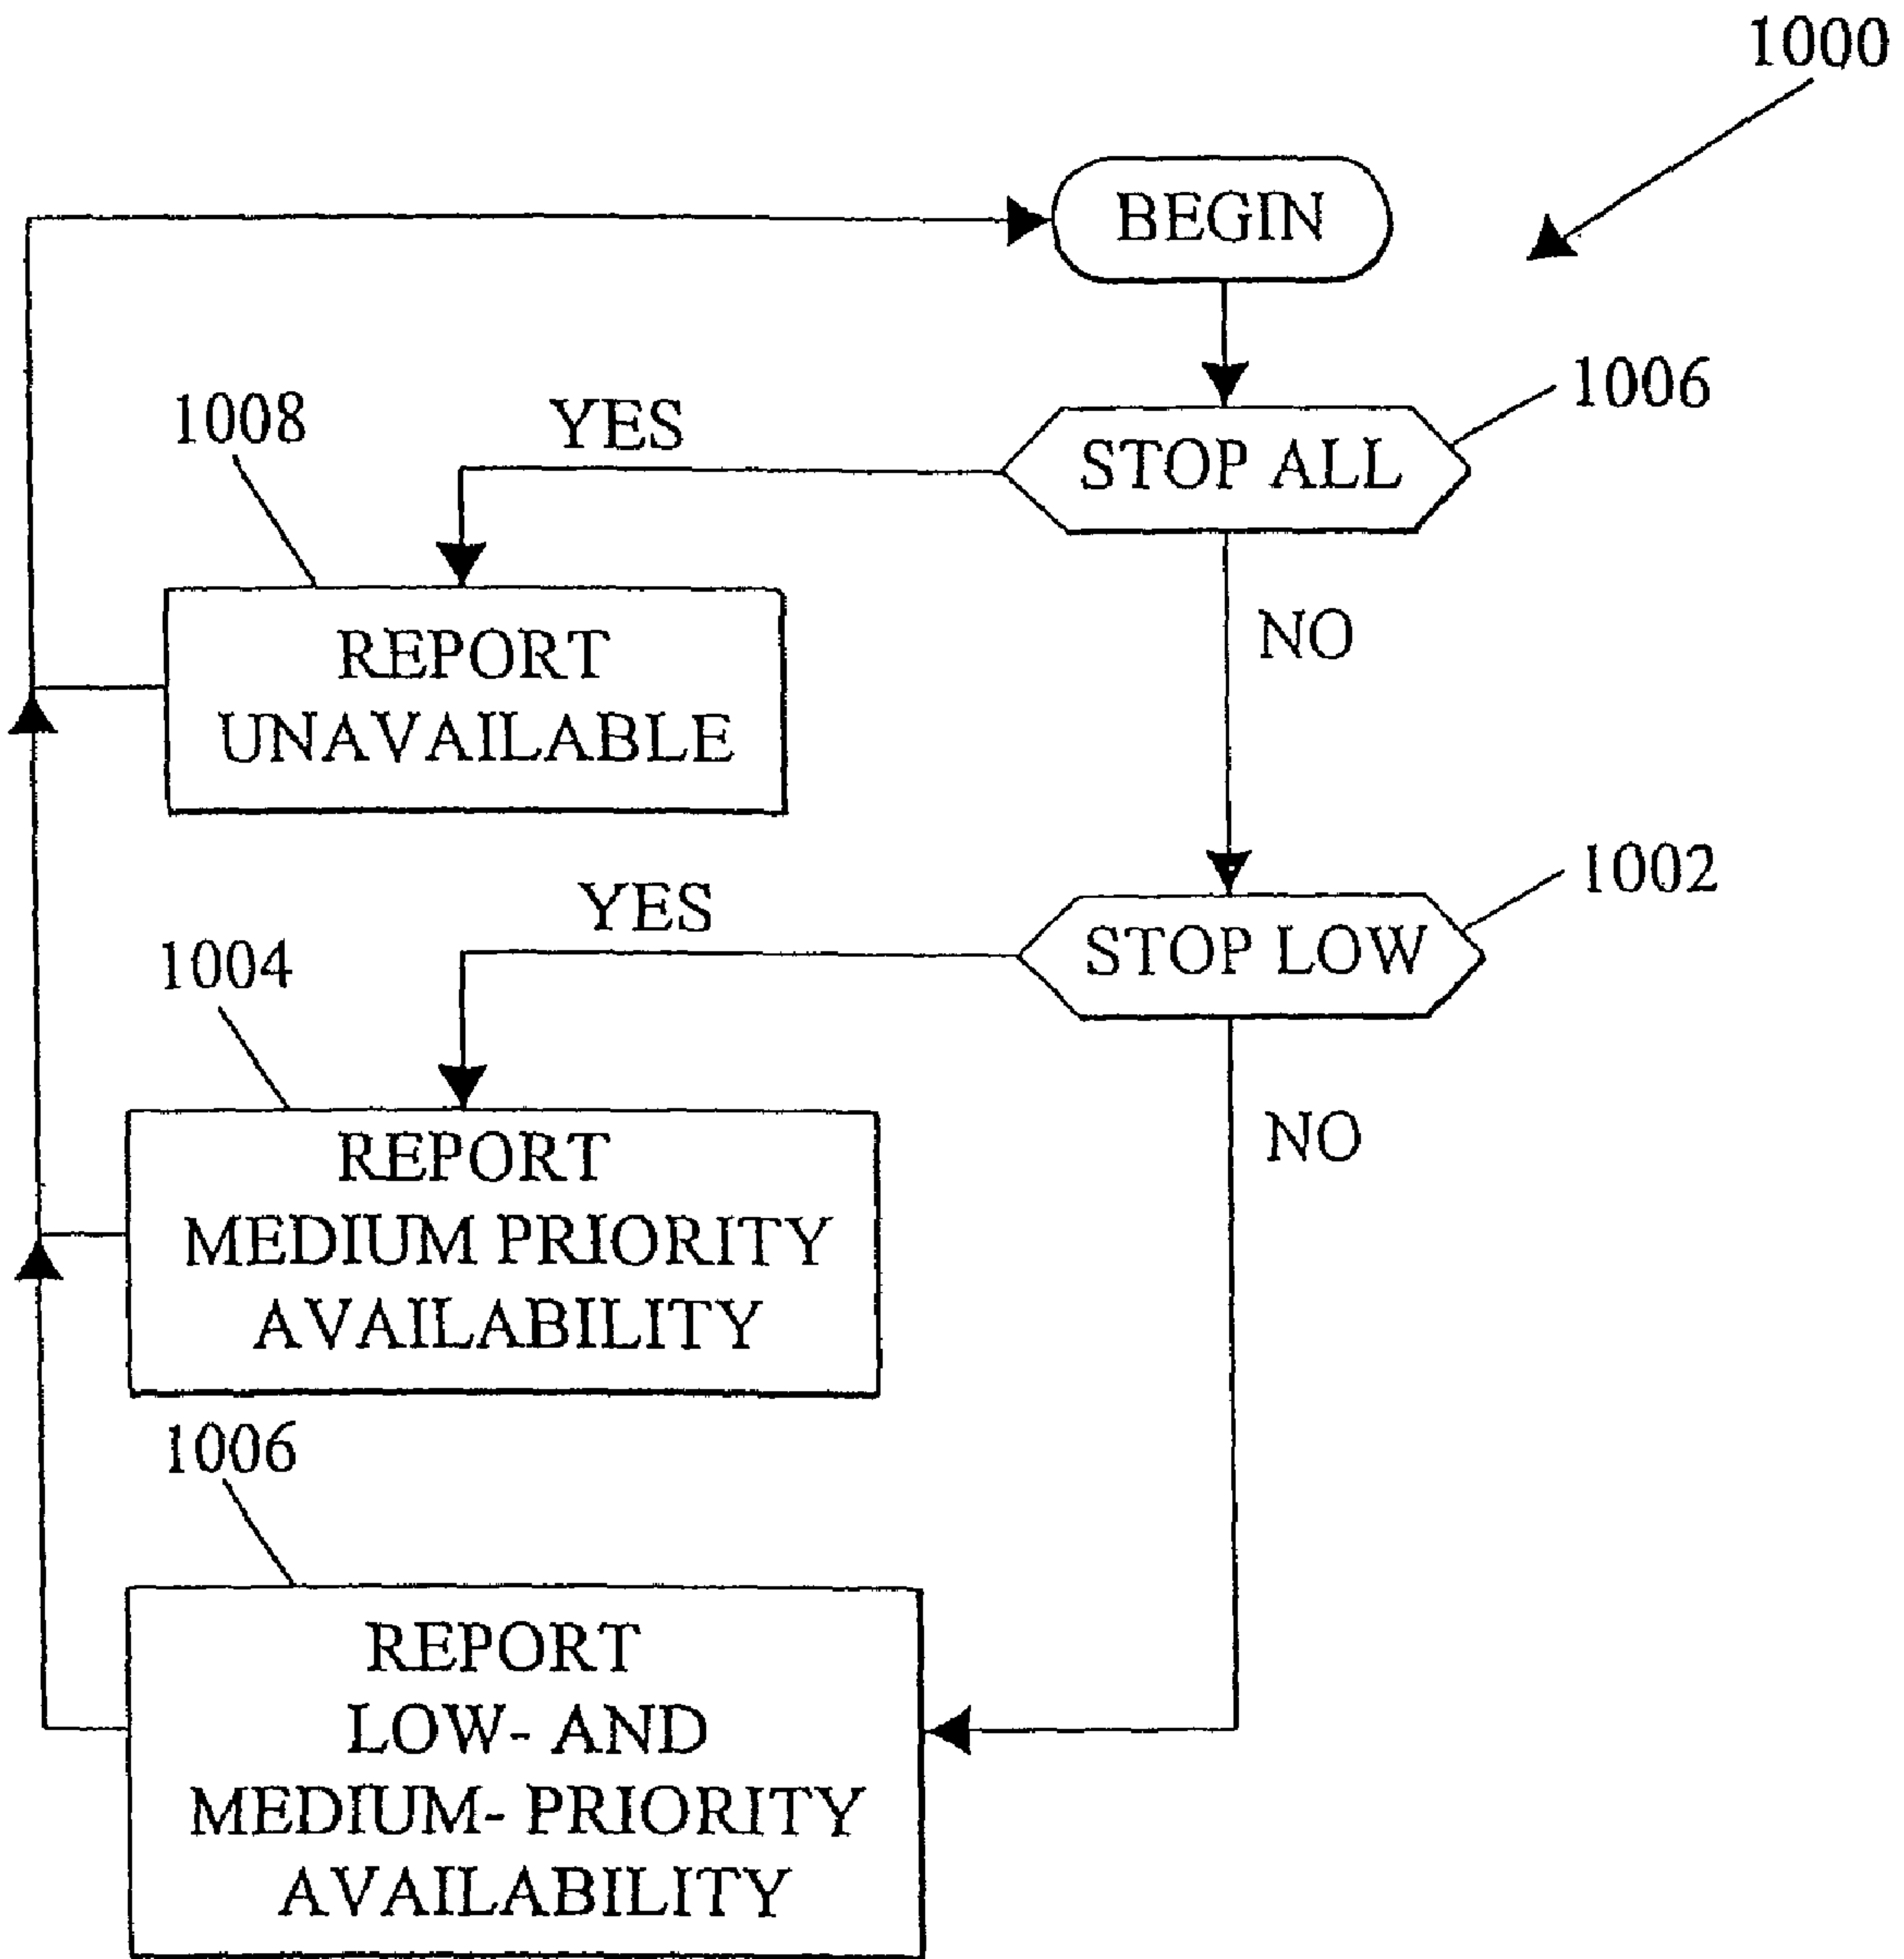 1000
BEGIN
1006
STOP ALL
YES
1008
REPORT
UNAVAILABLE
NO
1002
STOP LOW
YES
1004
REPORT
MEDIUM PRIORITY
AVAILABILITY
NO
1006
REPORT
LOW- AND
MEDIUM- PRIORITY
AVAILABILITY